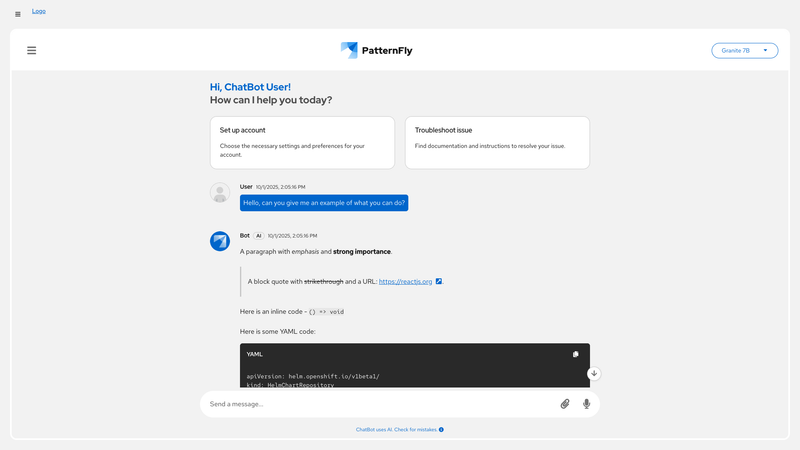 Logo
PatternFly
Granite 7B
Hi, ChatBot User!
How can I help you today?
Set up account
Choose the necessary settings and preferences for your
account.
Troubleshoot issue
Find documentation and instructions to resolve your issue.
User 10/1/2025, 2:05:16 PM
Hello, can you give me an example of what you can do?
Bot AI 10/1/2025, 2:05:16 PM
A paragraph with emphasis and strong importance.
A block quote with strikethrough and a URL: https://reactjs.org.
Here is an inline code - () => void
Here is some YAML code:
YAML
apiVersion: helm.openshift.io/v1beta1/
kind: HelmChartRepository
Send a message...
ChatBot uses AI. Check for mistakes.